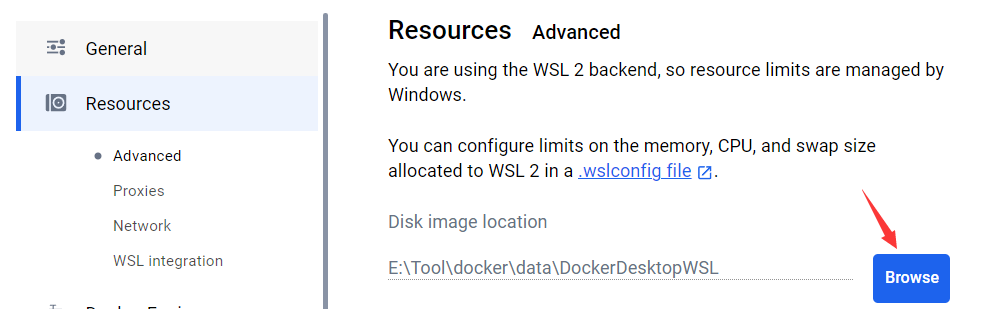 General
Resources
Advanced
Proxies
Network
WSL integration
Resources Advanced
You are using the WSL 2 backend, so resource limits are managed by
Windows.
You can configure limits on the memory, CPU, and swap size
allocated to WSL 2 in a .wslconfig file.
Disk image location
E:\Tool\docker\data\DockerDesktopWSL
Browse